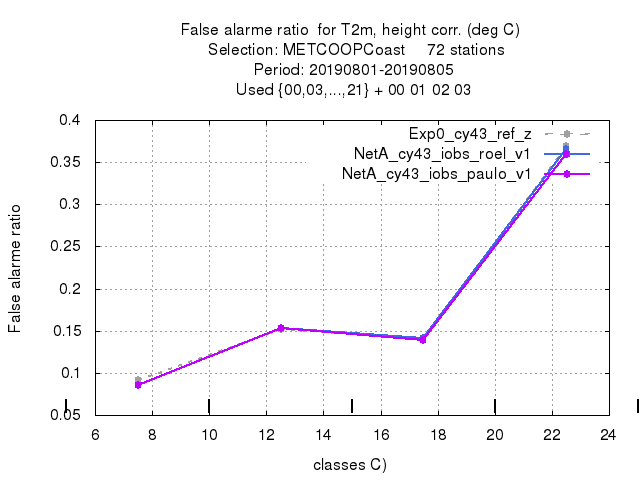 False alarme ratio  for T2m, height corr. (deg C)
Selection: METCOOPCoast     72 stations
Period: 20190801-20190805
Used {00,03,...,21} + 00 01 02 03
Exp0_cy43_ref_z
NetA_cy43_iobs_roel_v1
NetA_cy43_iobs_paulo_v1
0.4
0.35
0.3
0.25
0.2
0.15
0.1
0.05
False alarme ratio
6 8 10 12 14 16 18 20 22 24
classes C)